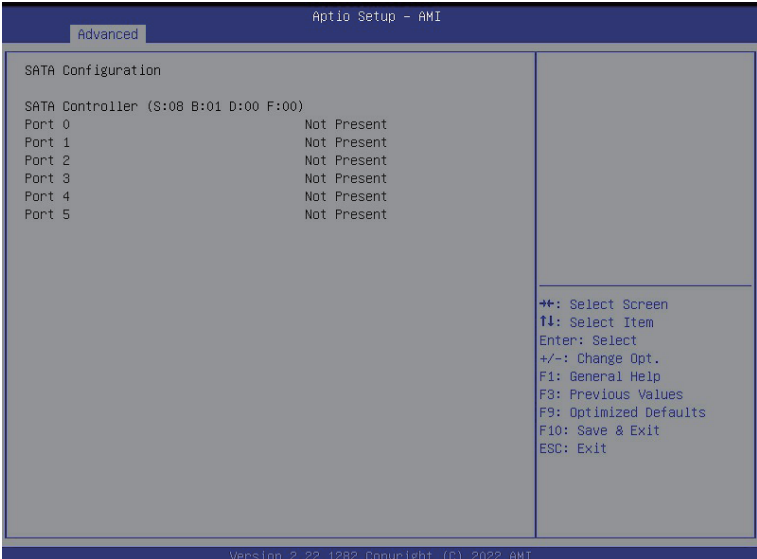 Aptio Setup – AMI
Advanced
SATA Configuration
SATA Controller (S:08 B:01 D:00 F:00)
Port 0 Not Present
Port 1 Not Present
Port 2 Not Present
Port 3 Not Present
Port 4 Not Present
Port 5 Not Present
→←: Select Screen
↑↓: Select Item
Enter: Select
+/-: Change Opt.
F1: General Help
F3: Previous Values
F9: Optimized Defaults
F10: Save & Exit
ESC: Exit
Version 2.22.1282 Copyright (C) 2022 AMI